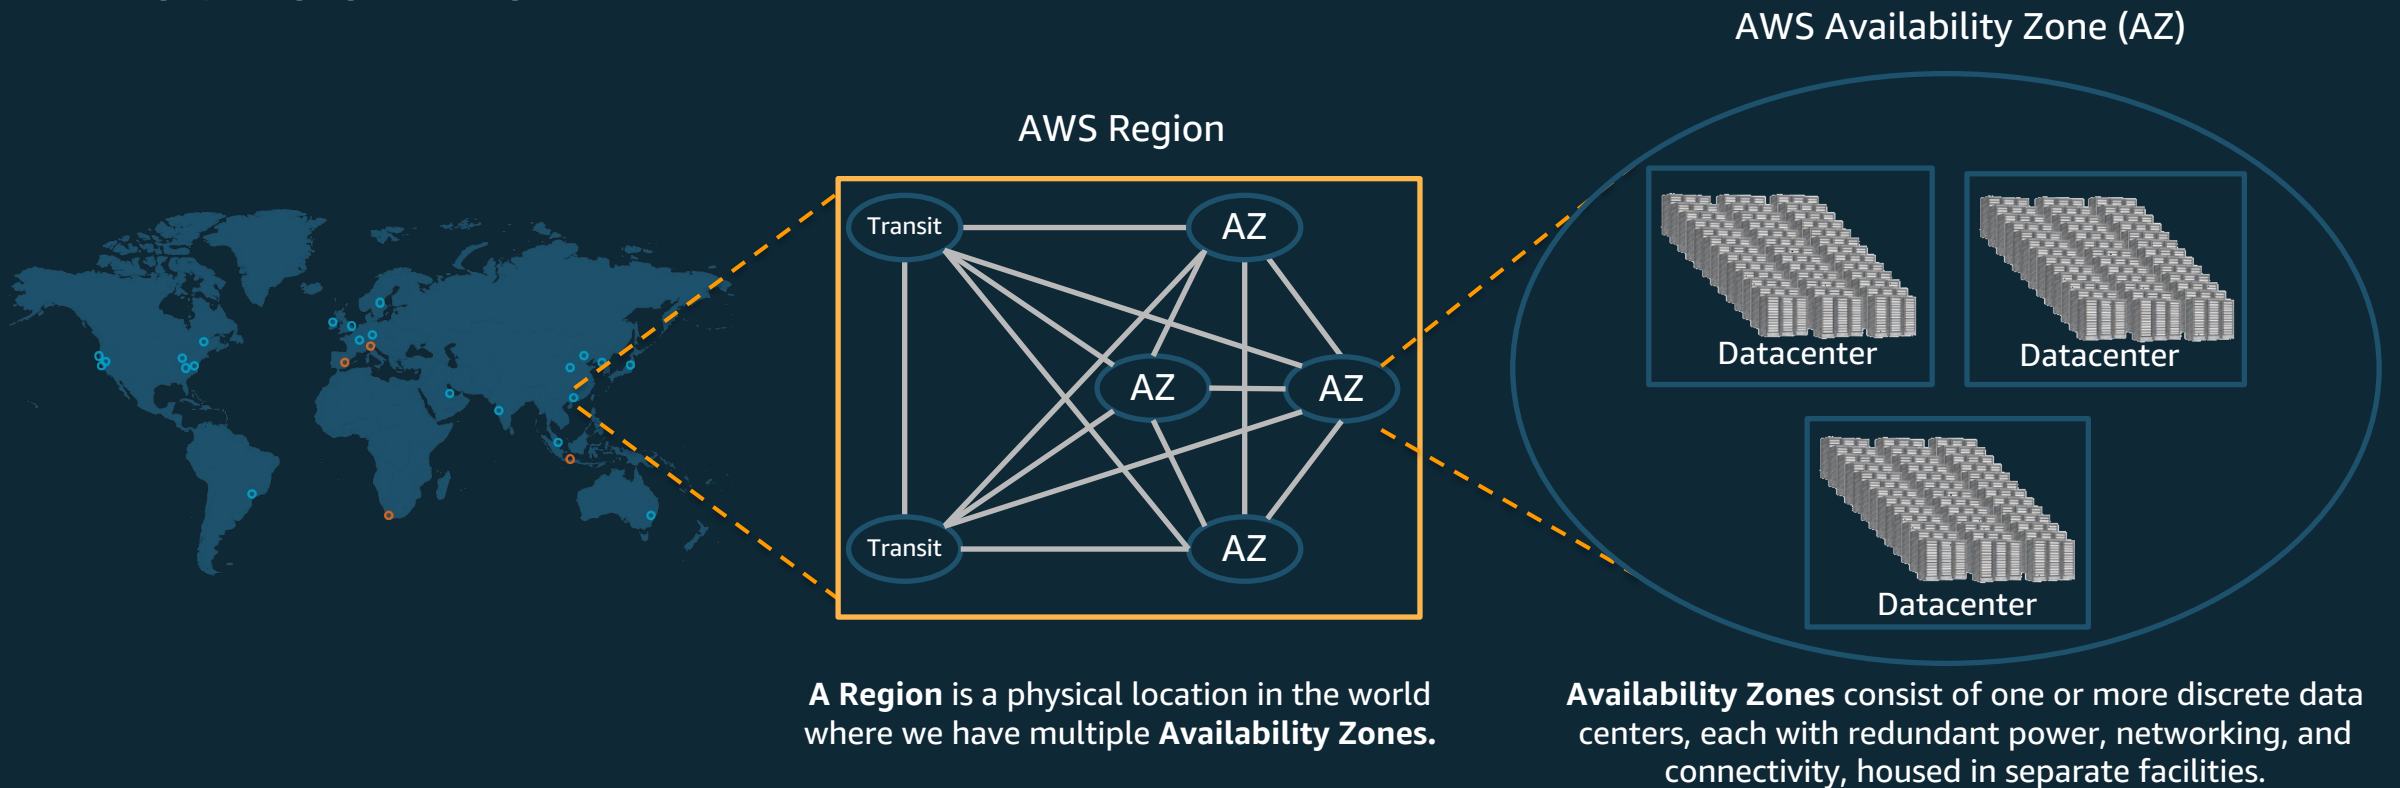 AWS Availability Zone (AZ)
AWS Region
Transit
AZ
AZ
AZ
Transit
AZ
Datacenter
Datacenter
Datacenter
A Region is a physical location in the world
where we have multiple Availability Zones.
Availability Zones consist of one or more discrete data
centers, each with redundant power, networking, and
connectivity, housed in separate facilities.